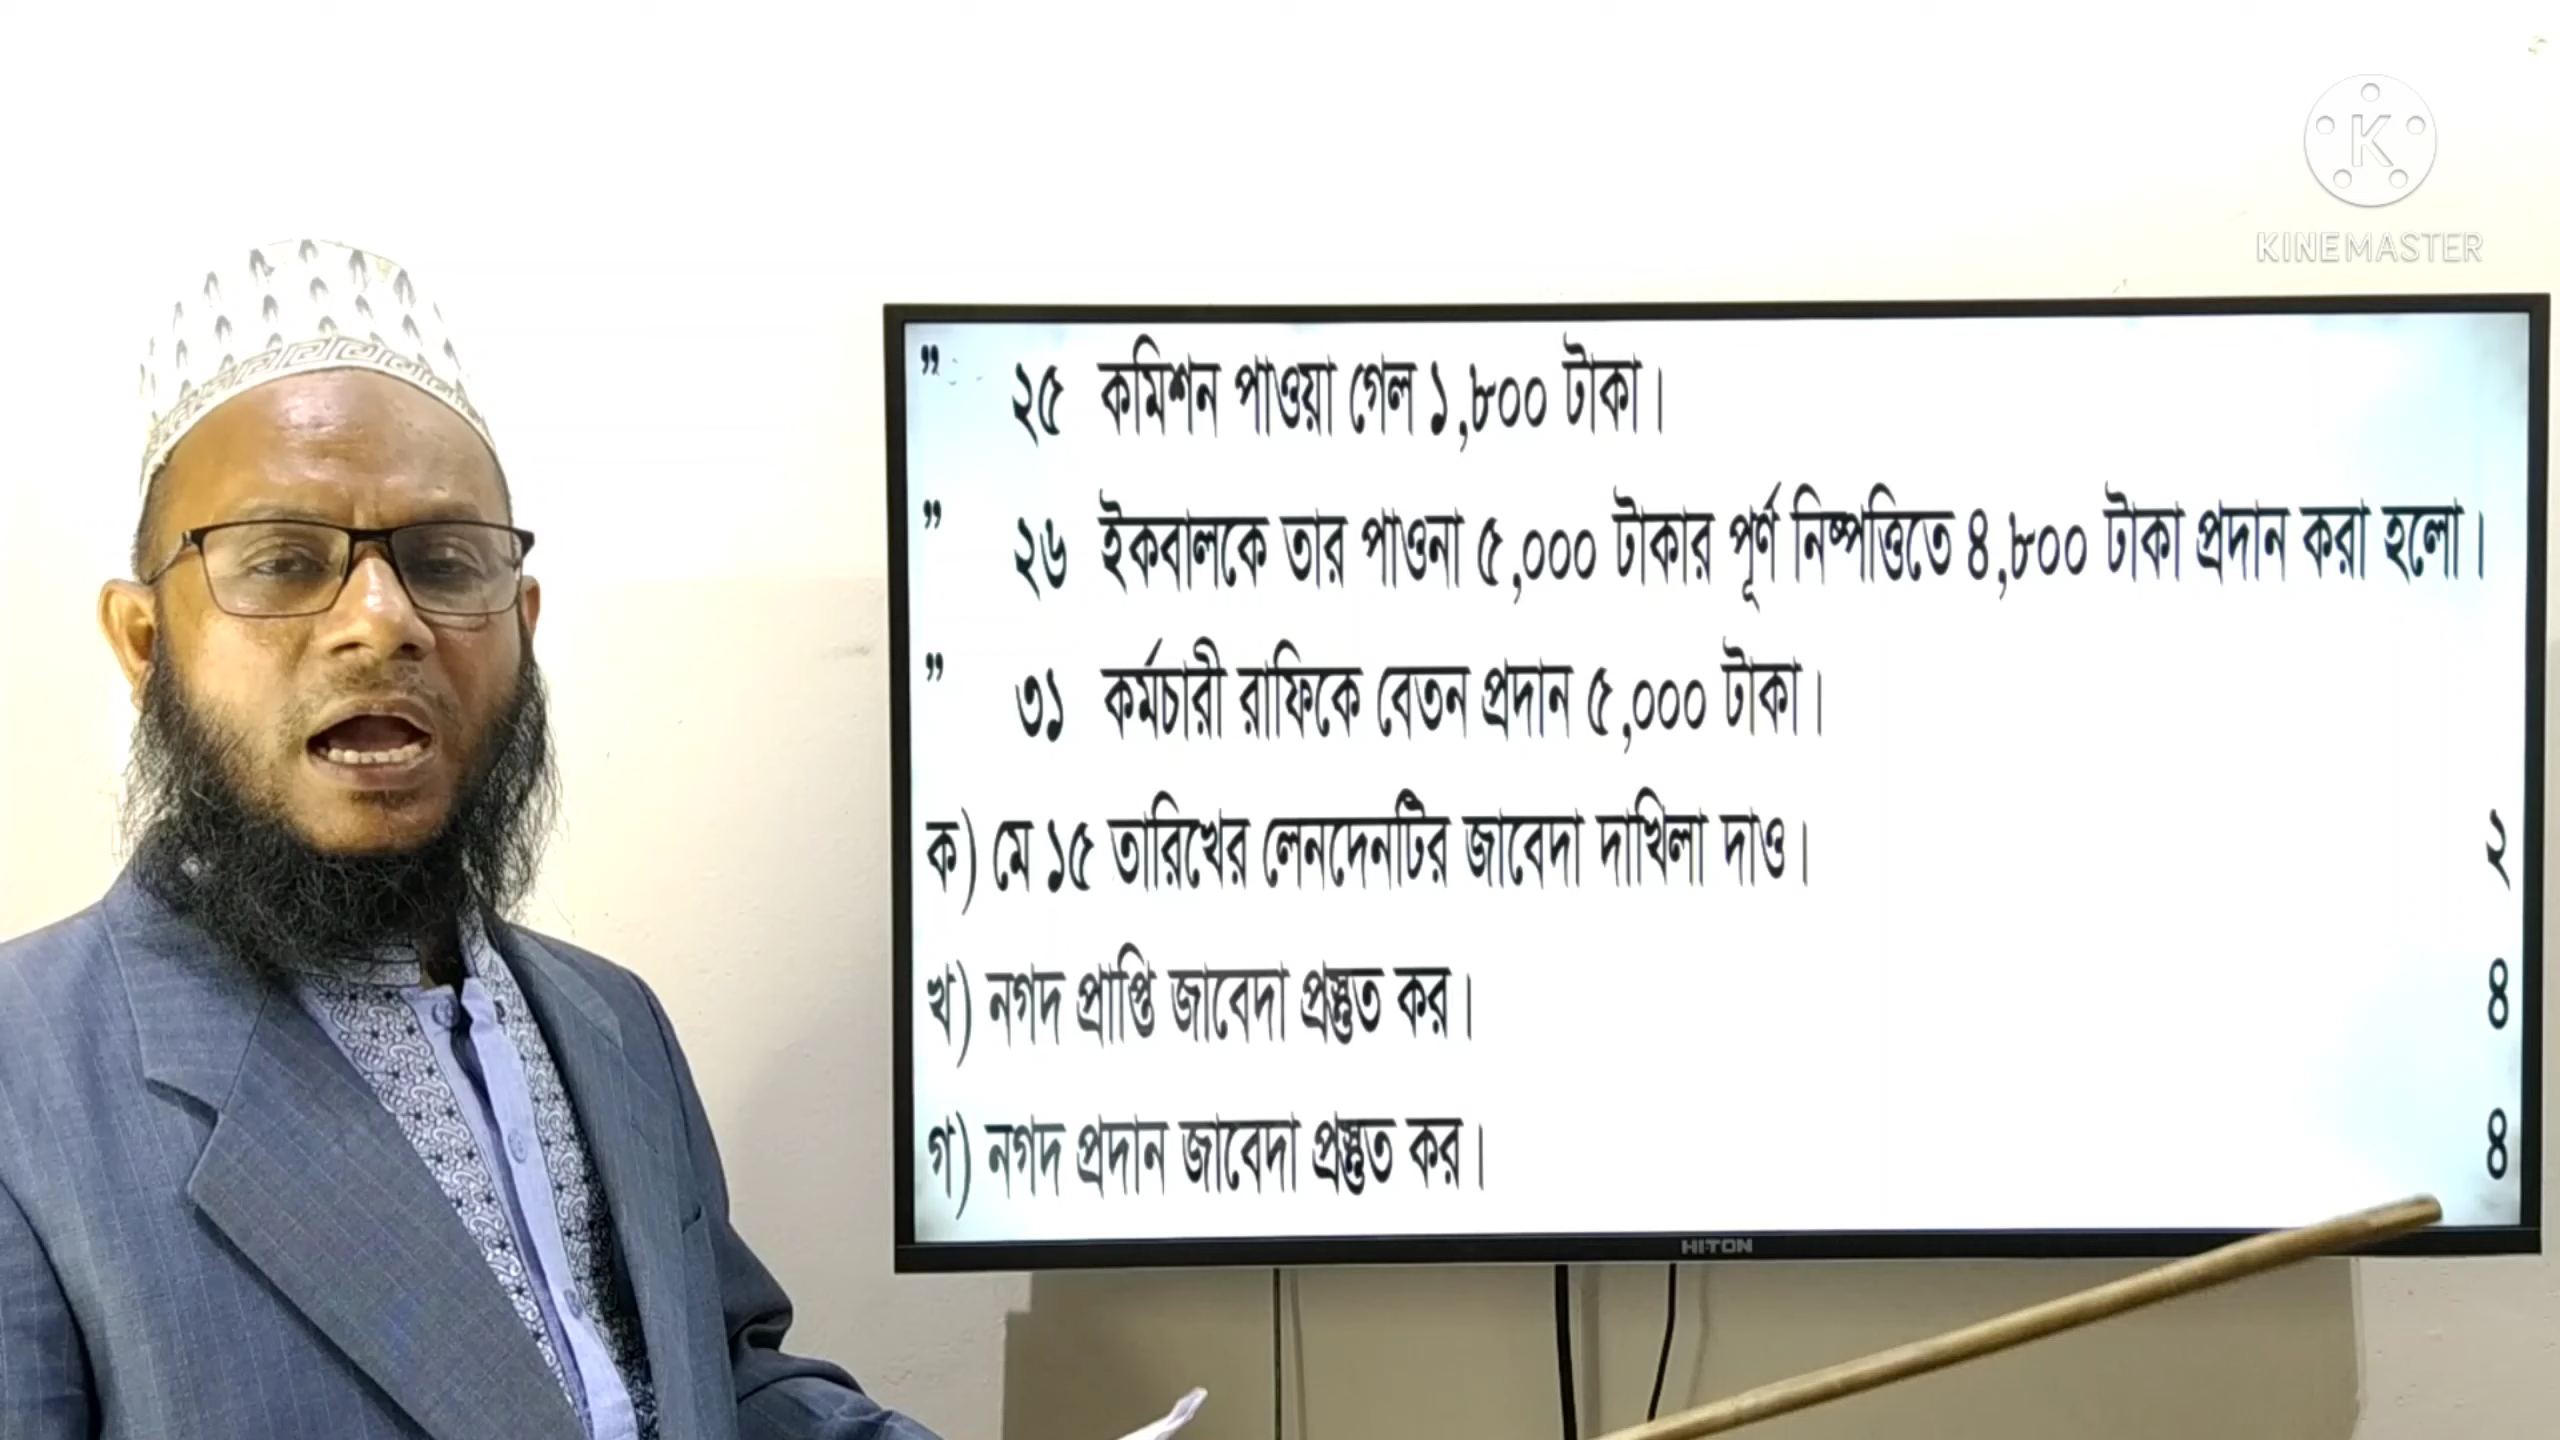 K
KINEMASTER
” ২৫ কমিশন পাওয়া গেল ১,৮০০ টাকা।
” ২৬ ইকবালকে তার পাওনা ৫,০০০ টাকার পূর্ণ নিষ্পত্তিতে ৪,৮০০ টাকা প্রদান করা হলো।
” ৩১ কর্মচারী রাফিকে বেতন প্রদান ৫,০০০ টাকা।
ক) মে ১৫ তারিখের লেনদেনটির জাবেদা দাখিলা দাও। ২
খ) নগদ প্রাপ্তি জাবেদা প্রস্তুত কর। ৪
গ) নগদ প্রদান জাবেদা প্রস্তুত কর। ৪
HITON